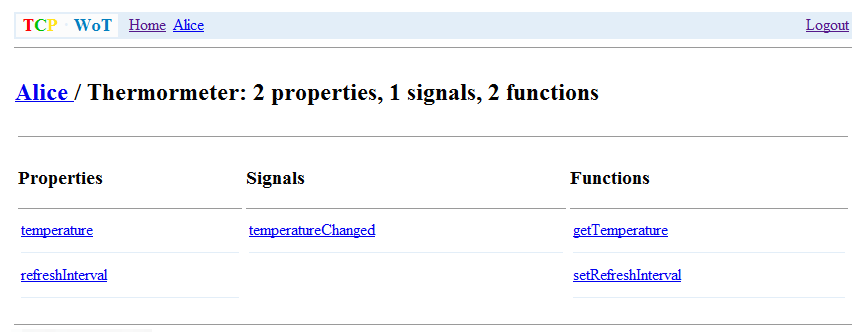 TCP · WoT Home Alice Logout
Alice / Thermormeter: 2 properties, 1 signals, 2 functions
Properties Signals Functions
temperature temperatureChanged getTemperature
refreshInterval setRefreshInterval